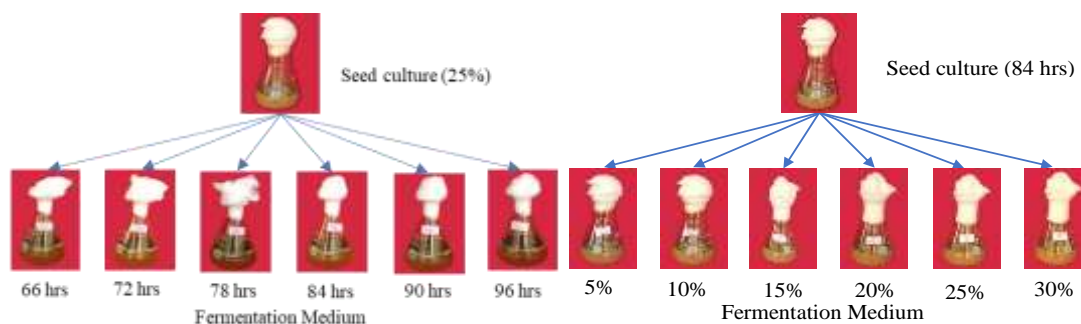 Seed culture (25%)
66 hrs
72 hrs
78 hrs
84 hrs
90 hrs
96 hrs
Fermentation Medium
Seed culture (84 hrs)
5%
10%
15%
20%
25%
30%
Fermentation Medium